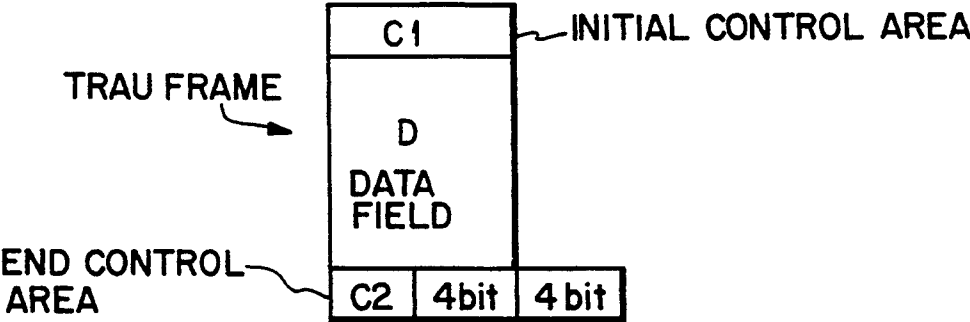 C1
INITIAL CONTROL AREA
TRAU FRAME
D
DATA
FIELD
END CONTROL
AREA
C2 4bit 4bit